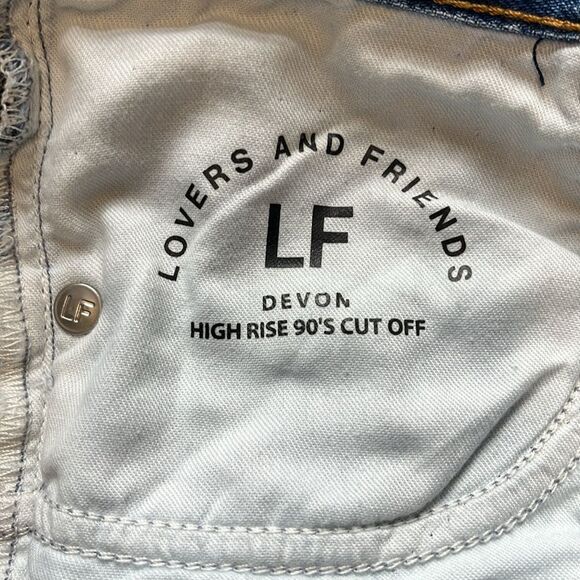 LOVERS AND FRIENDS
LF
DEVON
HIGH RISE 90'S CUT OFF
LF